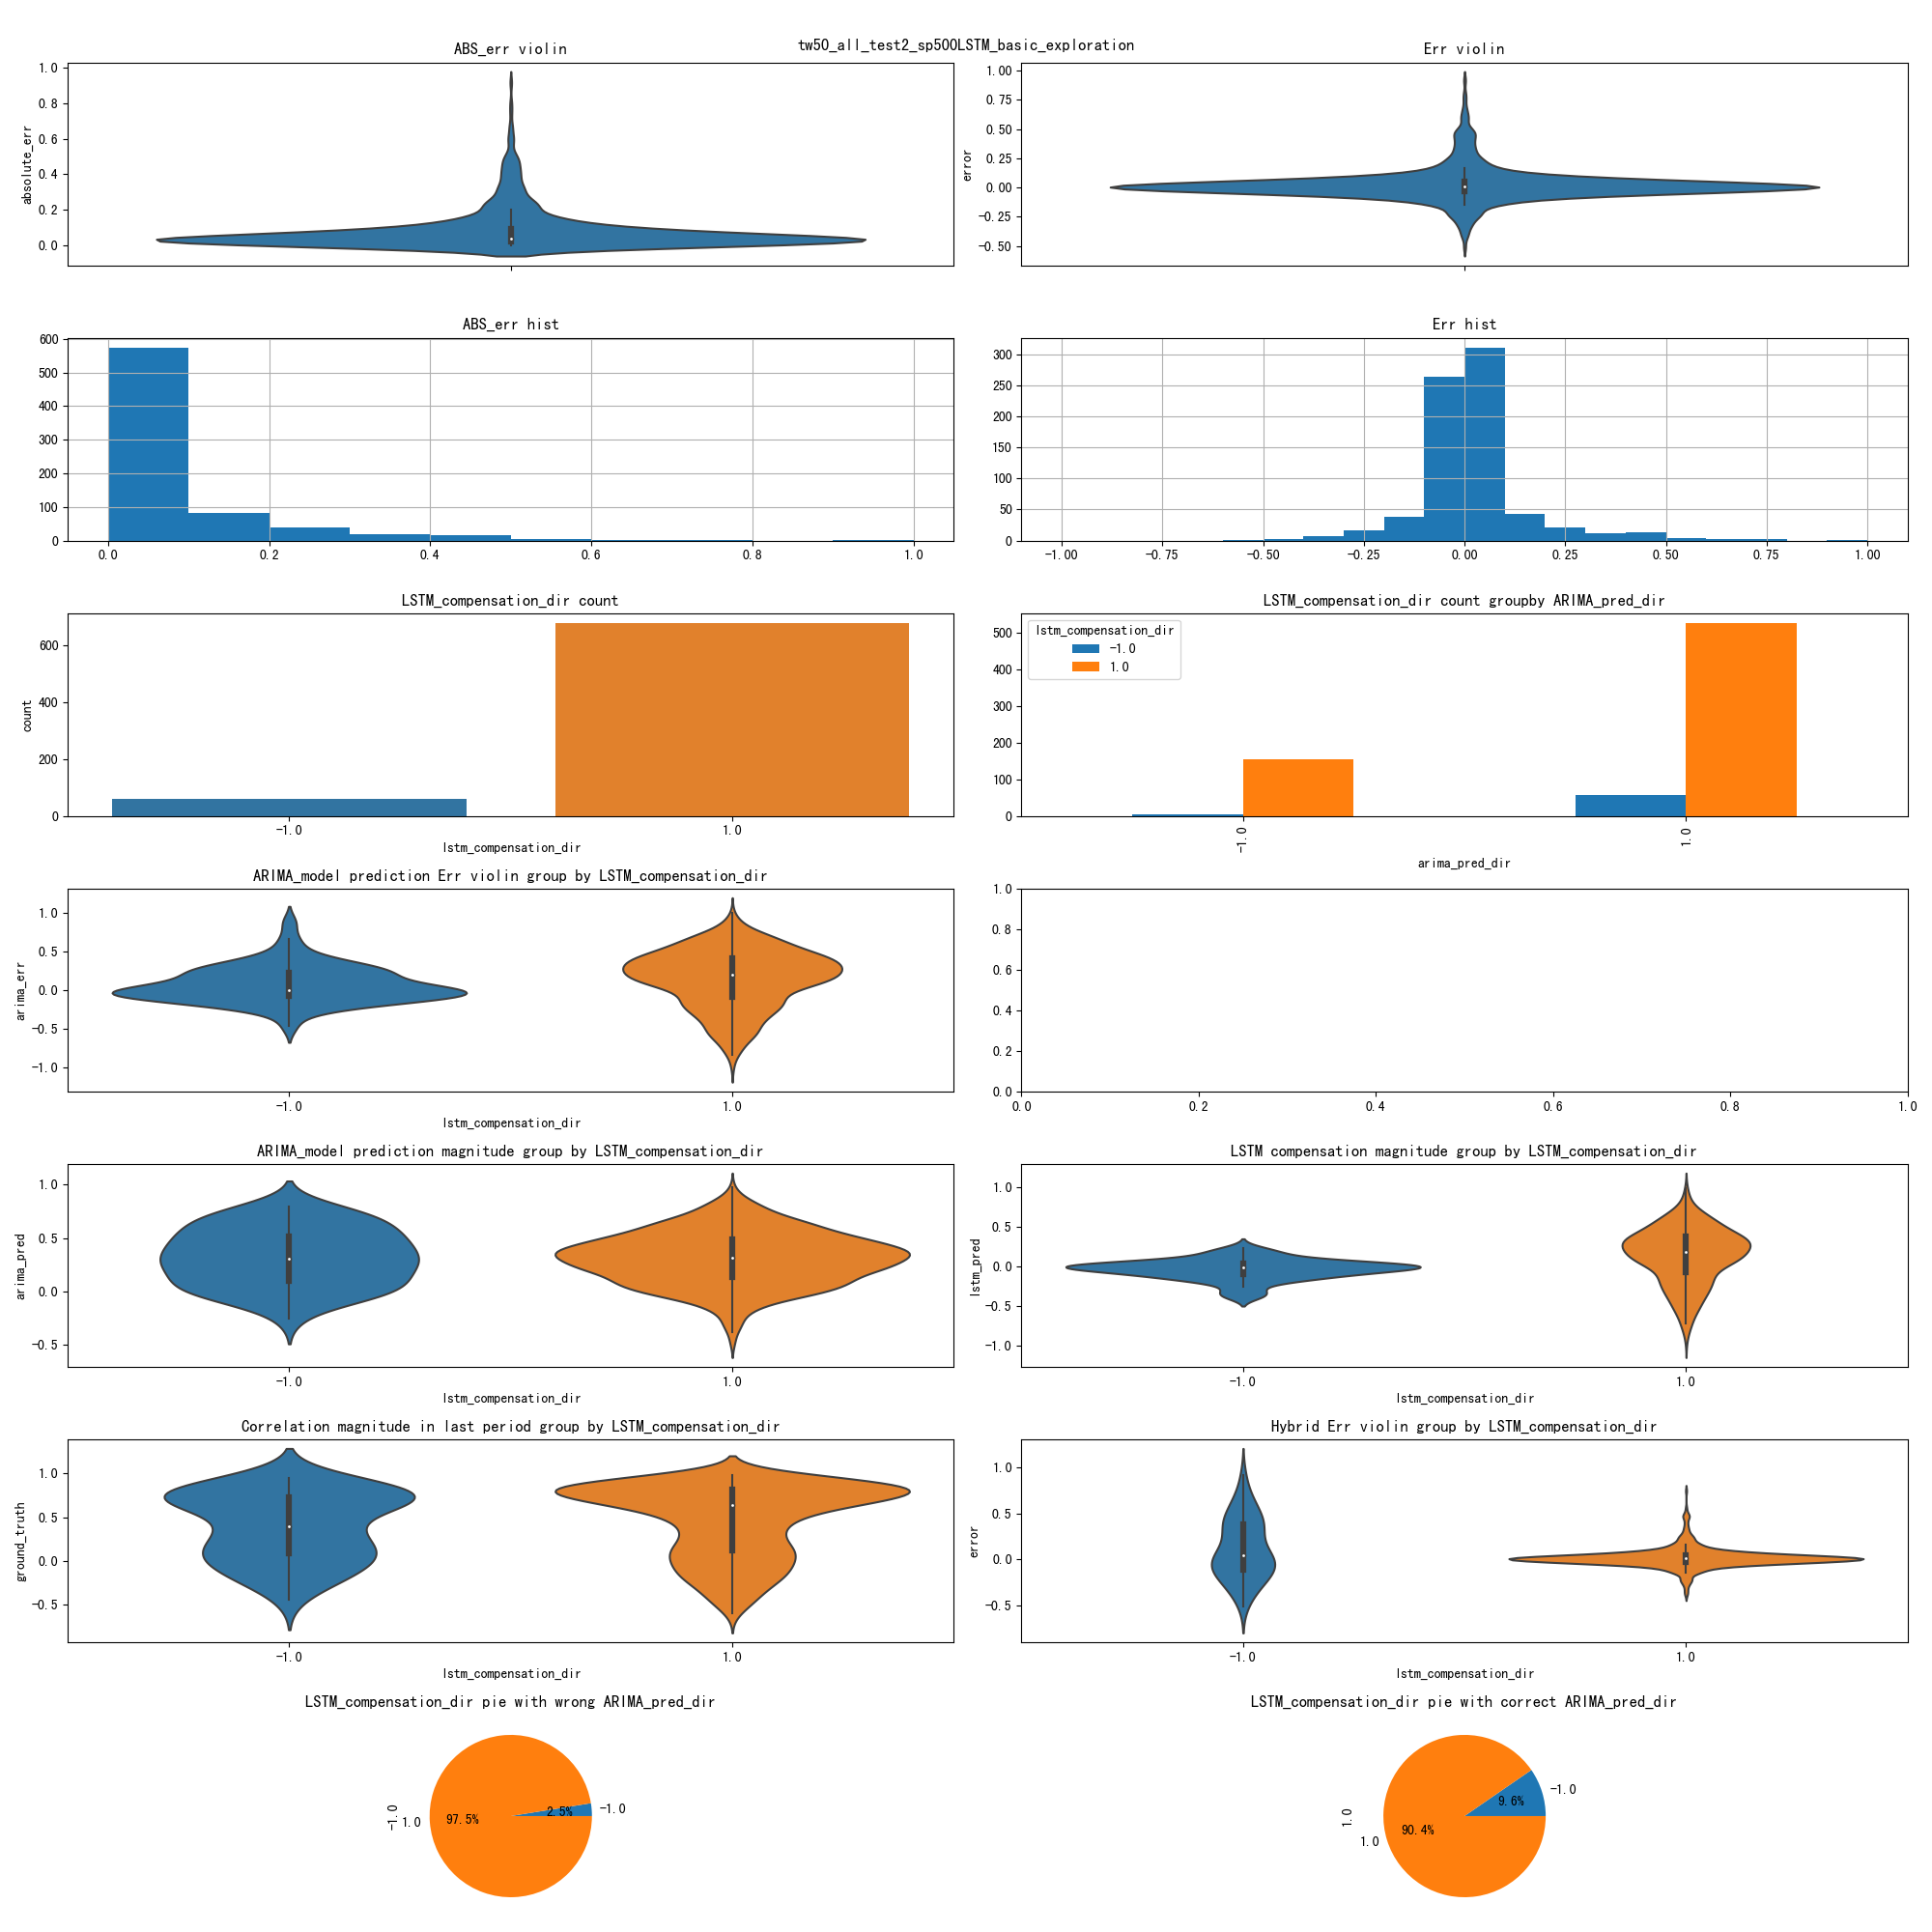 tw50_all_test2_sp500LSTM_basic_exploration
ABS_err violin
absolute_err
1.0
0.8
0.6
0.4
0.2
0.0
Err violin
error
1.00
0.75
0.50
0.25
0.00
-0.25
-0.50
ABS_err hist
600
500
400
300
200
100
0
0.0 0.2 0.4 0.6 0.8 1.0
Err hist
300
250
200
150
100
50
0
-1.00 -0.75 -0.50 -0.25 0.00 0.25 0.50 0.75 1.00
LSTM_compensation_dir count
count
600
400
200
0
-1.0 1.0
lstm_compensation_dir
LSTM_compensation_dir count groupby ARIMA_pred_dir
lstm_compensation_dir
-1.0
1.0
500
400
300
200
100
0
-1.0 1.0
arima_pred_dir
ARIMA_model prediction Err violin group by LSTM_compensation_dir
arima_err
1.0
0.5
0.0
-0.5
-1.0
-1.0 1.0
lstm_compensation_dir
1.0
0.8
0.6
0.4
0.2
0.0
0.0 0.2 0.4 0.6 0.8 1.0
ARIMA_model prediction magnitude group by LSTM_compensation_dir
arima_pred
1.0
0.5
0.0
-0.5
-1.0 1.0
lstm_compensation_dir
LSTM compensation magnitude group by LSTM_compensation_dir
lstm_pred
1.0
0.5
0.0
-0.5
-1.0
-1.0 1.0
lstm_compensation_dir
Correlation magnitude in last period group by LSTM_compensation_dir
ground_truth
1.0
0.5
0.0
-0.5
-1.0 1.0
lstm_compensation_dir
Hybrid Err violin group by LSTM_compensation_dir
error
1.0
0.5
0.0
-0.5
-1.0 1.0
lstm_compensation_dir
LSTM_compensation_dir pie with wrong ARIMA_pred_dir
-1.0
1.0
97.5%
2.5%
-1.0
LSTM_compensation_dir pie with correct ARIMA_pred_dir
1.0
1.0
90.4%
9.6%
-1.0